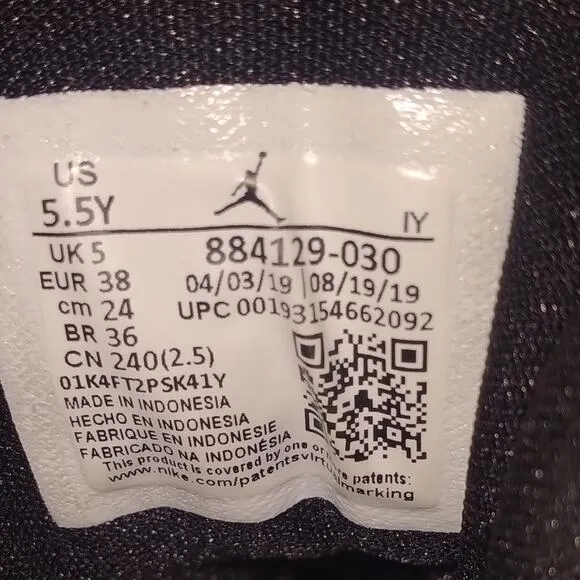 US
5.5Y
IY
UK 5
884129-030
EUR 38
04/03/19 08/19/19
cm 24
UPC 00193154662092
BR 36
CN 240(2.5)
01K4FT2PSK41Y
MADE IN INDONESIA
HECHO EN INDONESIA
FABRIQUE EN INDONESIE
FABRICADO NA INDONÉSIA
This product is covered by one or more patents:
www.nike.com/patentsvirtualmarking